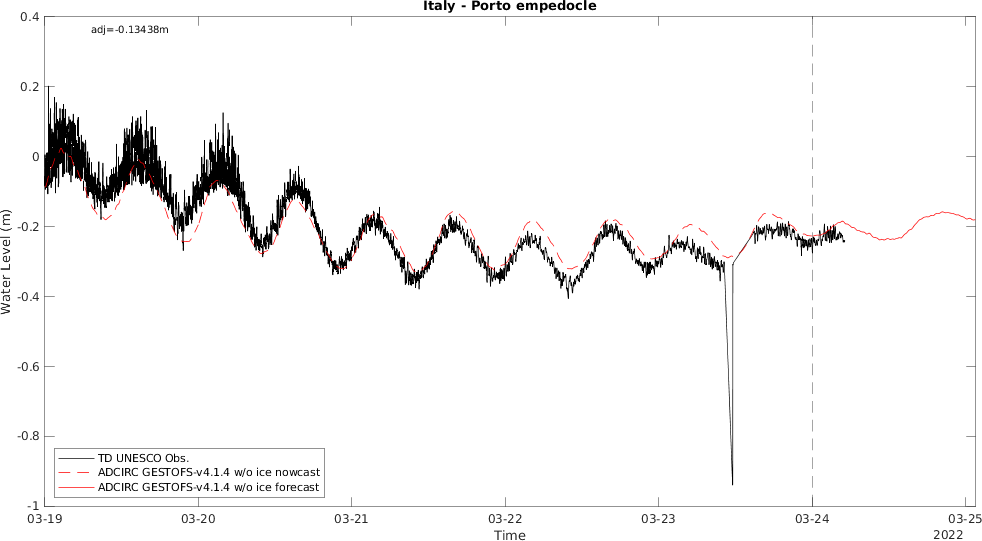 Italy - Porto empedocle
adj=-0.13438m
0.4
0.2
0
-0.2
-0.4
-0.6
-0.8
-1
Water Level (m)
TD UNESCO Obs.
ADCIRC GESTOFS-v4.1.4 w/o ice nowcast
ADCIRC GESTOFS-v4.1.4 w/o ice forecast
03-19 03-20 03-21 03-22 03-23 03-24 03-25
Time
2022